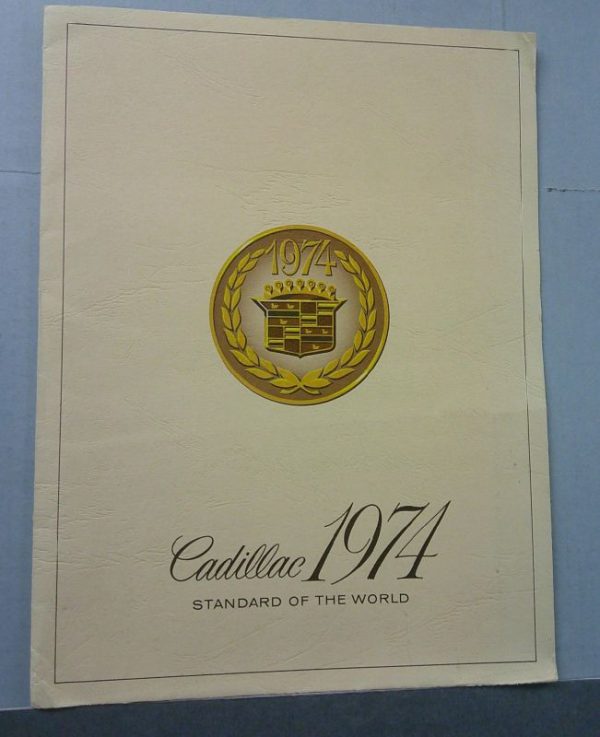 1974
Cadillac 1974
STANDARD OF THE WORLD